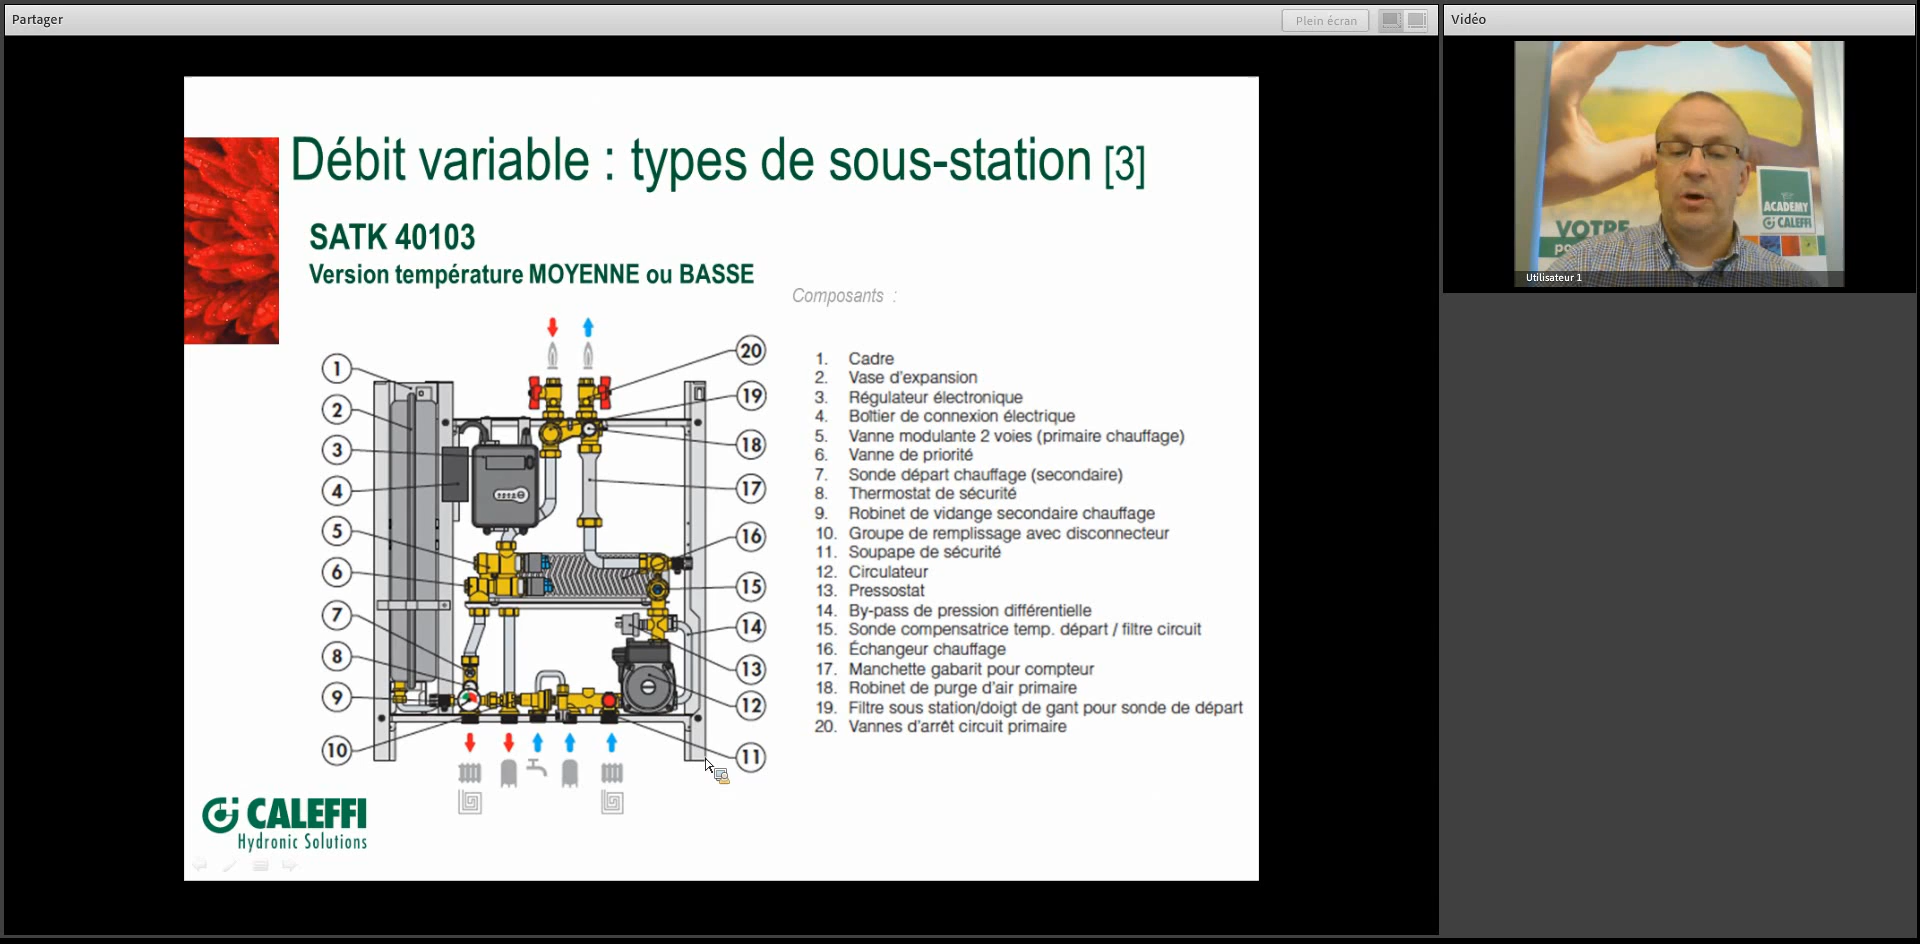 Partager
Plein écran
Vidéo
Débit variable : types de sous-station [3]
SATK 40103
Version température MOYENNE ou BASSE
Composants :
1. Cadre
2. Vase d'expansion
3. Régulateur électronique
4. Boîtier de connexion électrique
5. Vanne modulante 2 voies (primaire chauffage)
6. Vanne de priorité
7. Sonde départ chauffage (secondaire)
8. Thermostat de sécurité
9. Robinet de vidange secondaire chauffage
10. Groupe de remplissage avec disconnecteur
11. Soupape de sécurité
12. Circulateur
13. Pressostat
14. By-pass de pression différentielle
15. Sonde compensatrice temp. départ / filtre circuit
16. Échangeur chauffage
17. Manchette gabarit pour compteur
18. Robinet de purge d'air primaire
19. Filtre sous station/doigt de gant pour sonde de départ
20. Vannes d'arrêt circuit primaire
1
2
3
4
5
6
7
8
9
10
20
19
18
17
16
15
14
13
12
11
CALEFFI
Hydronic Solutions
VOTRE
ACADEMY
CALEFFI
Utilisateur 1